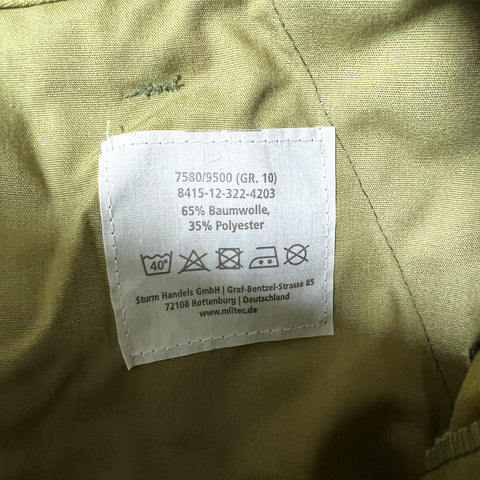 7580/9500 (GR. 10)
8415-12-322-4203
65% Baumwolle,
35% Polyester
40°
Sturm Handels GmbH | Graf-Bentzel-Strasse 85
72108 Rottenburg | Deutschland
www.miltec.de